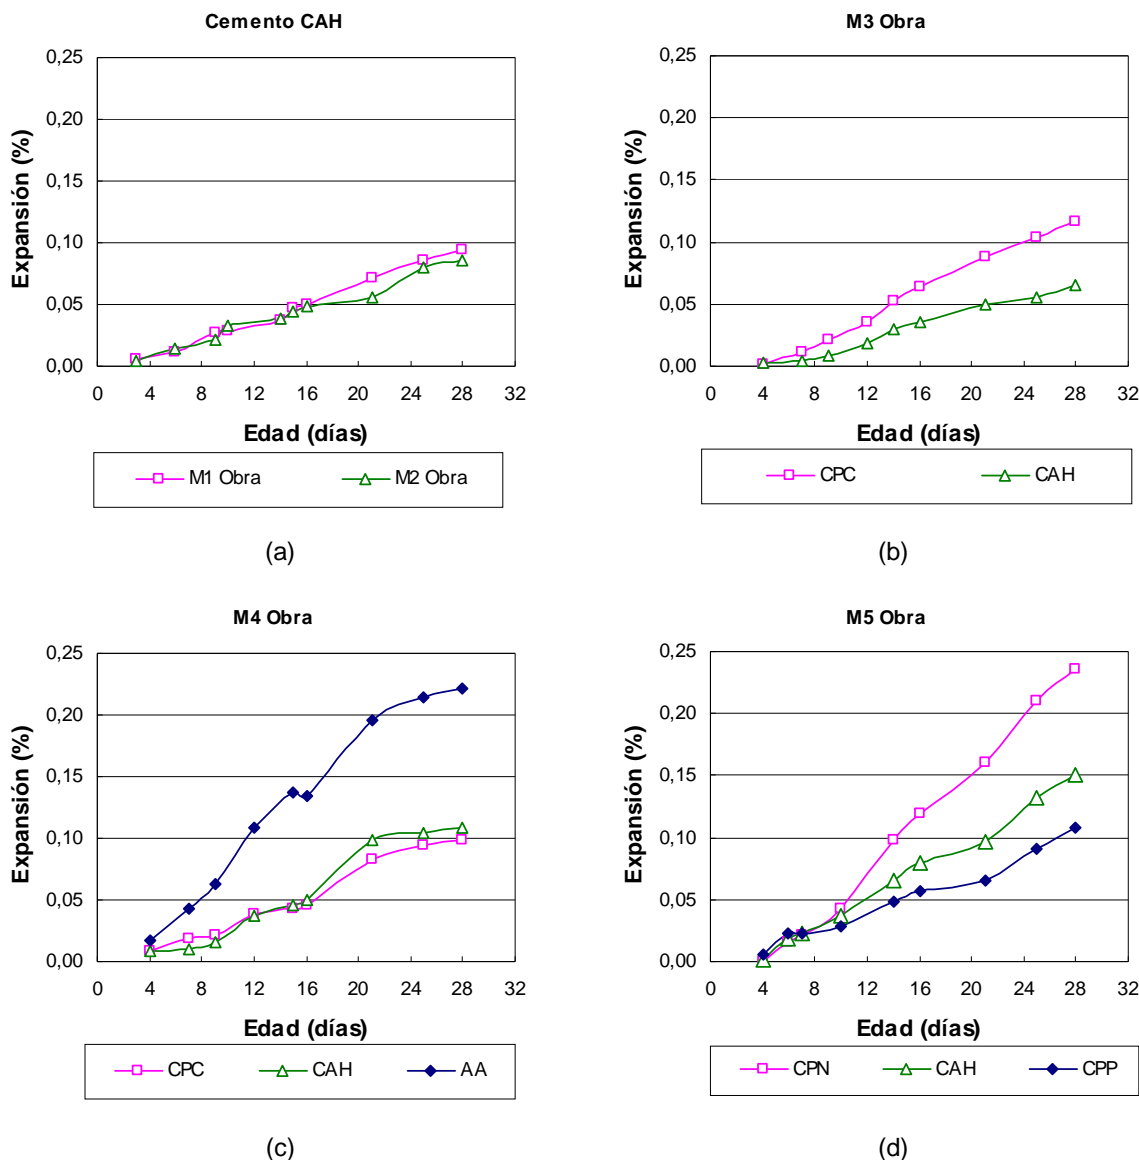 Cemento CAH
Expansión (%)
0,25
0,20
0,15
0,10
0,05
0,00
0 4 8 12 16 20 24 28 32
Edad (días)
M1 Obra M2 Obra
(a)
M3 Obra
Expansión (%)
0,25
0,20
0,15
0,10
0,05
0,00
0 4 8 12 16 20 24 28 32
Edad (días)
CPC CAH
(b)
M4 Obra
Expansión (%)
0,25
0,20
0,15
0,10
0,05
0,00
0 4 8 12 16 20 24 28 32
Edad (días)
CPC CAH AA
(c)
M5 Obra
Expansión (%)
0,25
0,20
0,15
0,10
0,05
0,00
0 4 8 12 16 20 24 28 32
Edad (días)
CPN CAH CPP
(d)